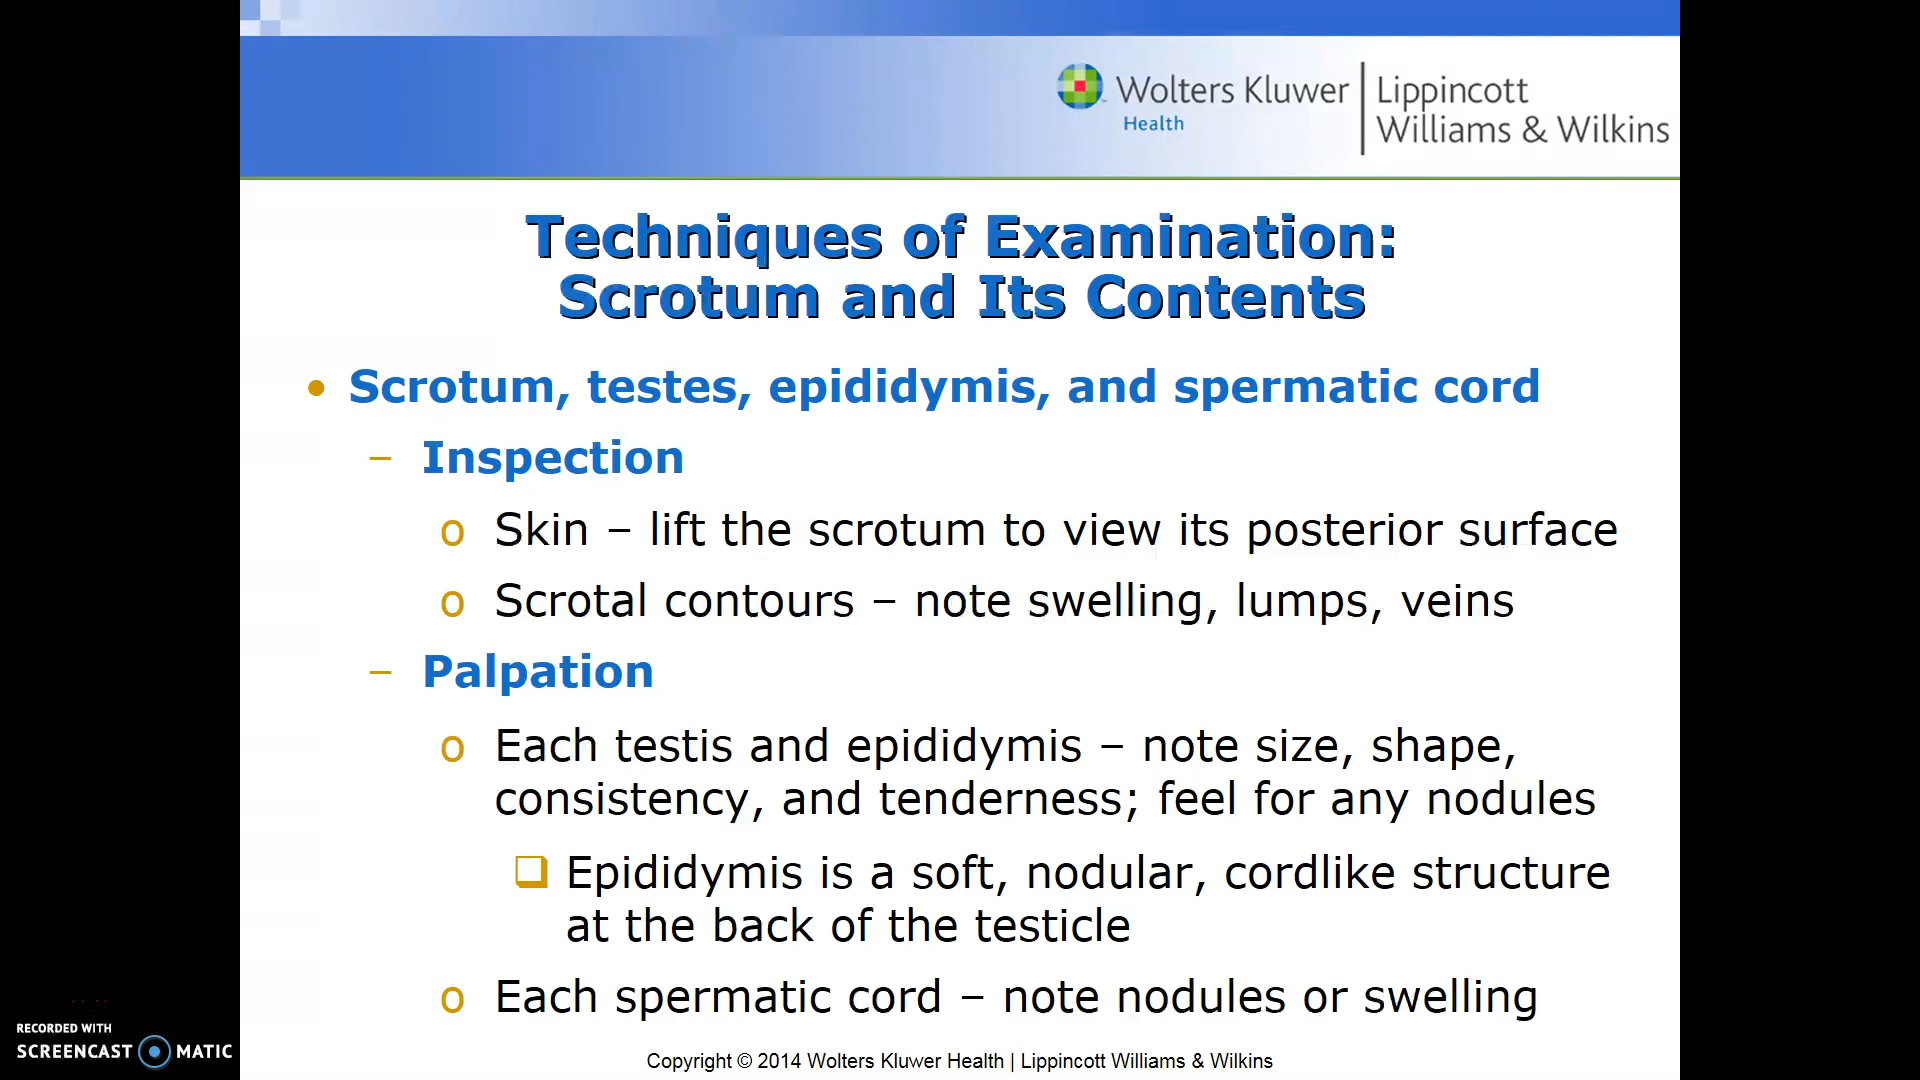 Wolters Kluwer
Health
Lippincott
Williams & Wilkins
Techniques of Examination:
Scrotum and Its Contents
• Scrotum, testes, epididymis, and spermatic cord
– Inspection
o Skin – lift the scrotum to view its posterior surface
o Scrotal contours – note swelling, lumps, veins
– Palpation
o Each testis and epididymis – note size, shape,
consistency, and tenderness; feel for any nodules
❑ Epididymis is a soft, nodular, cordlike structure
at the back of the testicle
o Each spermatic cord – note nodules or swelling
RECORDED WITH
SCREENCAST MATIC
Copyright © 2014 Wolters Kluwer Health | Lippincott Williams & Wilkins